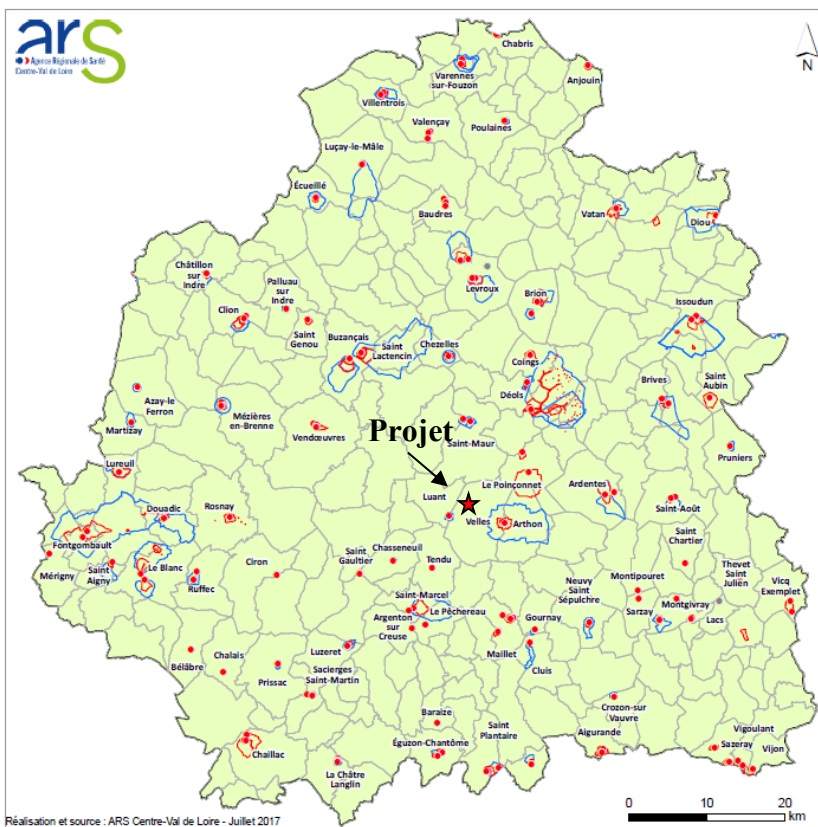 ars
Agence Régionale de Santé
Centre-Val de Loire
N
Chabris
Varennes
sur-Fouzon
Anjouin
Villentrois
Valençay
Poulaines
Luçay-le-Mâle
Écueillé
Baudres
Vatan
Diou
Châtillon
sur
Indre
Palluau
sur
Indre
Levroux
Brion
Clion
Issoudun
Saint
Genou
Buzançais
Saint
Lactencin
Chezelles
Coings
Saint
Aubin
Déols
Brives
Azay-le
Ferron
Mézières
en-Brenne
Martizay
Vendœuvres
Projet
Saint-Maur
Pruniers
Lureuil
Le Poinçonnet
Ardentes
Luant
Douadic
Rosnay
Velles
Arthon
Saint-Août
Fontgombault
Saint
Chartier
Mérigny
Saint
Aigny
Le Blanc
Ruffec
Ciron
Saint
Gaultier
Chasseneuil
Tendu
Neuvy
Saint
Sépulchre
Montipouret
Thevet
Saint
Julien
Vicq
Exemplet
Saint-Marcel
Le Pêchereau
Argenton
sur
Creuse
Gournay
Sarzay
Montgivray
Lacs
Maillet
Cluis
Luzeret
Bélâbre
Chalais
Prissac
Sacierges
Saint-Martin
Crozon-sur
Vauvre
Baraize
Saint
Plantaire
Aigurande
Vigoulant
Sazeray
Vijon
Chaillac
Éguzon-Chantôme
La Châtre
Langlin
0 10 20
km
Réalisation et source : ARS Centre-Val de Loire - Juillet 2017